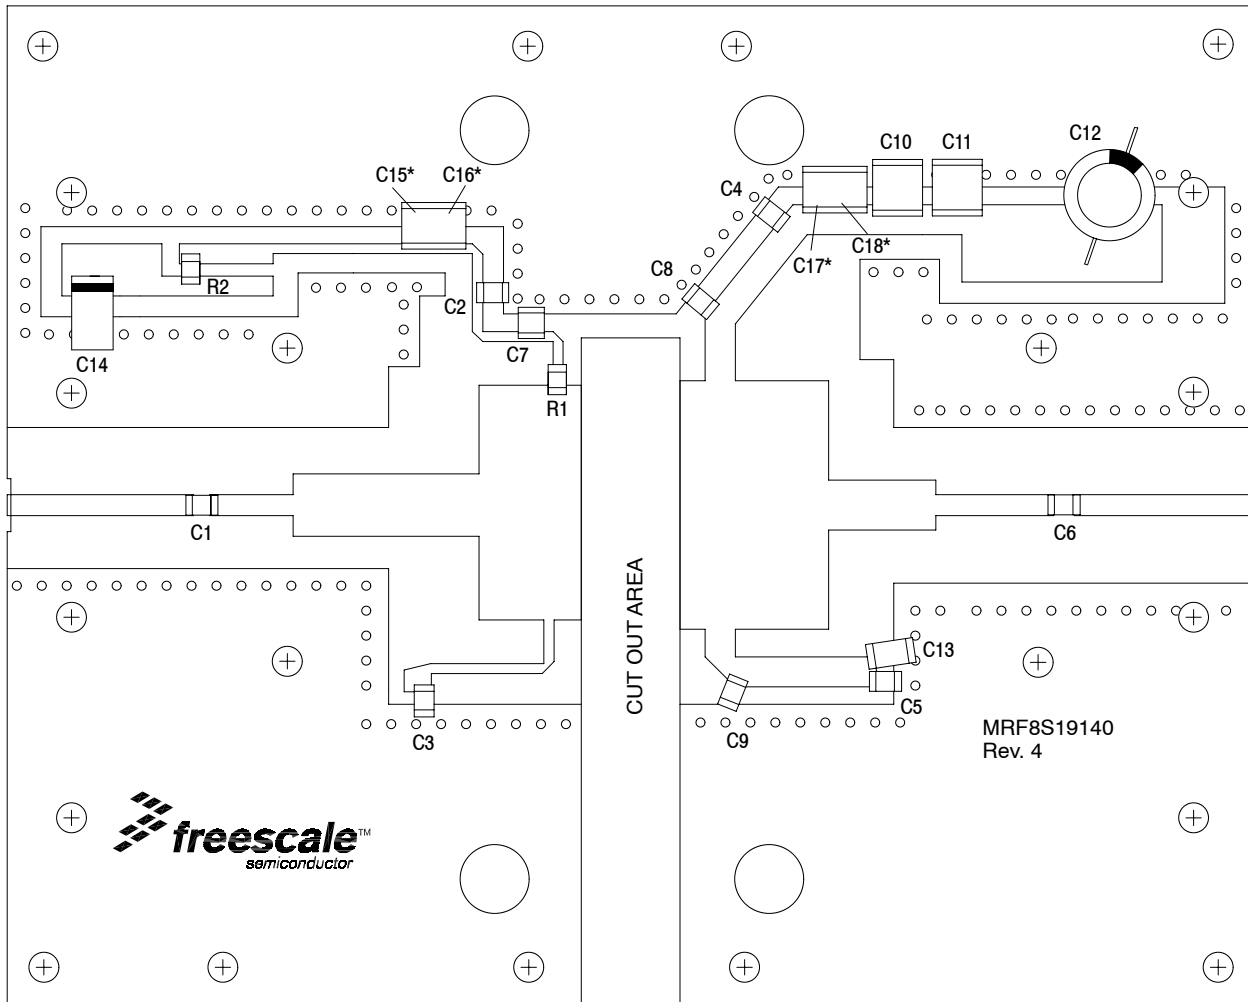 C12
C10
C11
C15*
C16*
C4
C17*
C18*
C8
R2
C2
C7
C14
R1
C1
C6
CUT OUT AREA
C13
C5
C3
C9
MRF8S19140
Rev. 4
freescale™
semiconductor